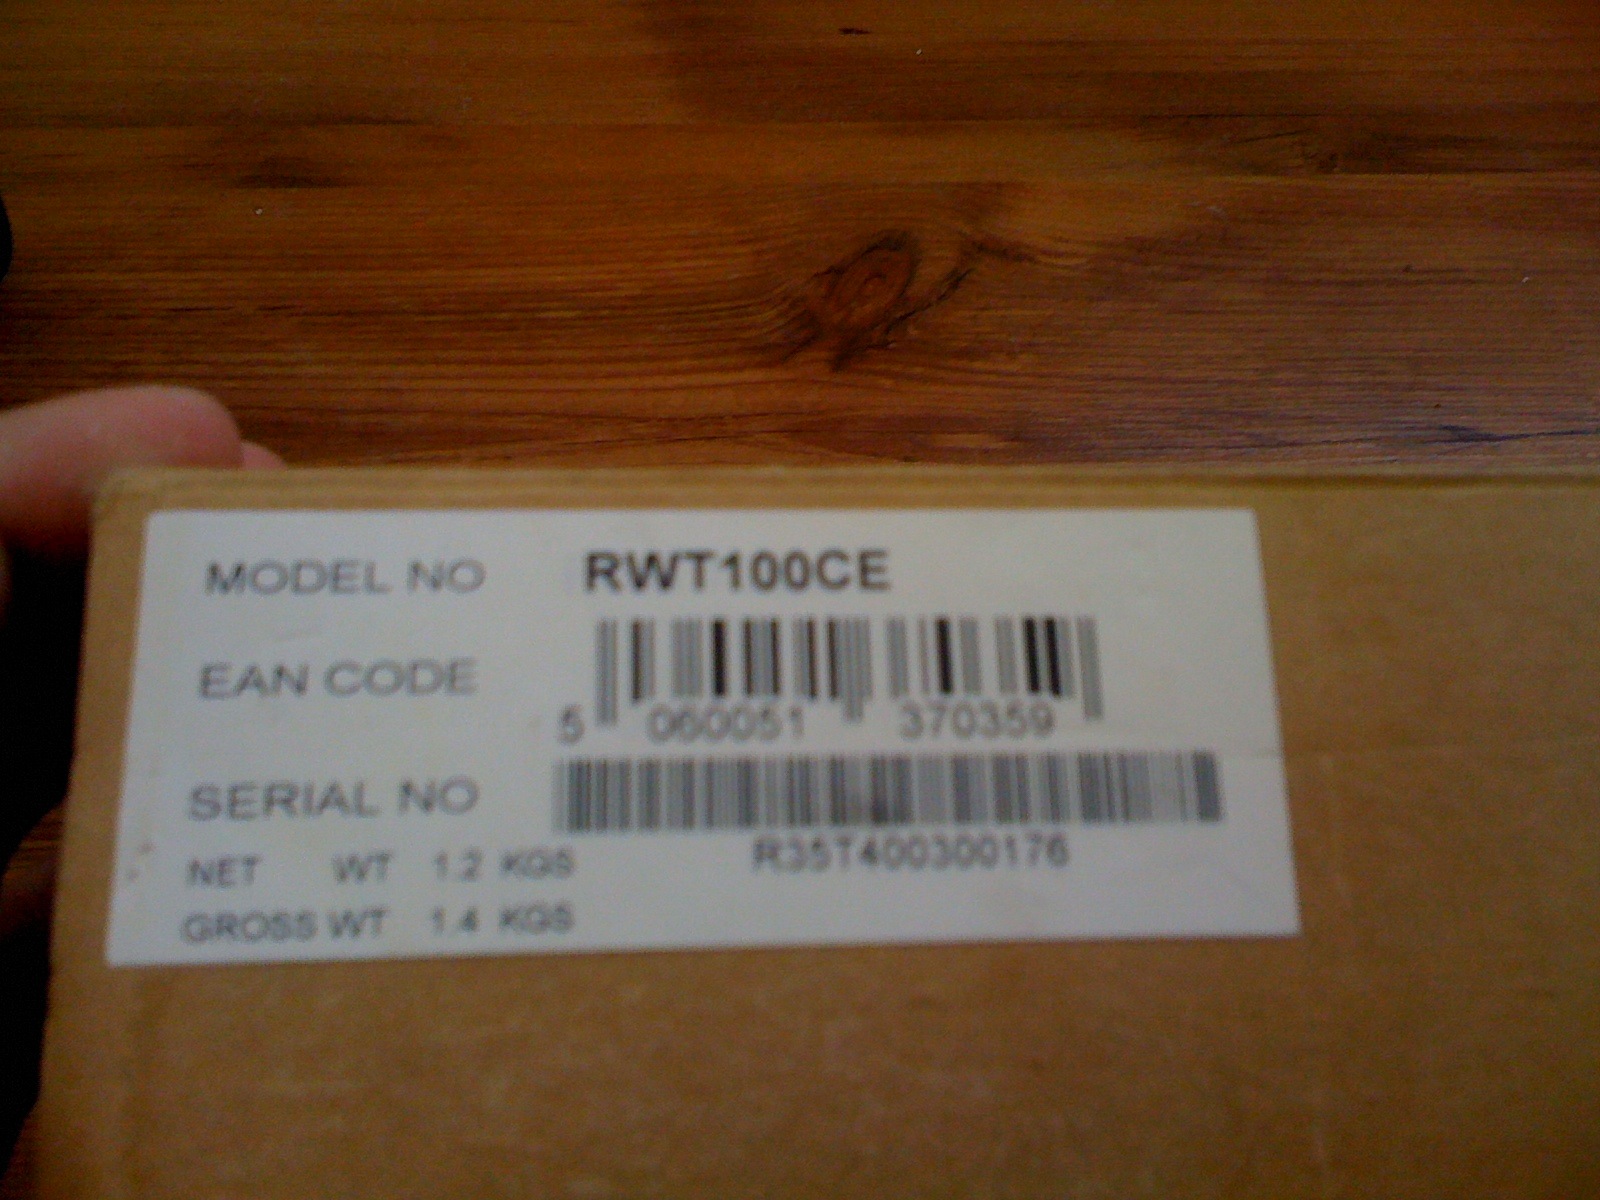 MODEL NO RWT100CE
EAN CODE
5 060051 370359
SERIAL NO
R35T400300176
NET WT 1.2 KGS
GROSS WT 1.4 KGS